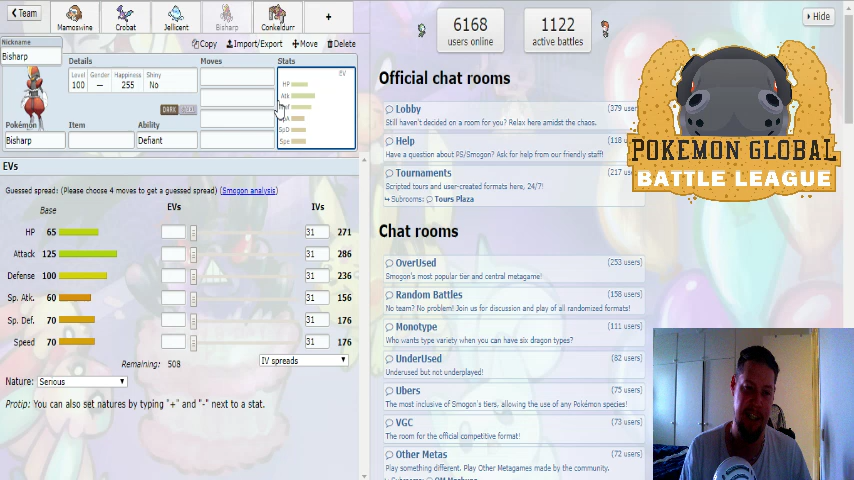 Team
Mamoswine
Crobat
Jellicent
Bisharp
Conkeldurr
+
Copy
Import/Export
Move
Delete
Nickname
Bisharp
Details
Level Gender Happiness Shiny
100 — 255 No
DARK
Pokémon
Bisharp
Item
Ability
Defiant
Moves
Stats
EV
HP
Atk
SpD
Spe
EVs
Guessed spread: (Please choose 4 moves to get a guessed spread) (Smogon analysis)
Base EVs IVs
HP 65 31 271
Attack 125 31 286
Defense 100 31 236
Sp. Atk. 60 31 156
Sp. Def. 70 31 176
Speed 70 31 176
Remaining: 508
IV spreads
Nature: Serious
Protip: You can also set natures by typing "+" and "-" next to a stat.
6168
users online
1122
active battles
Hide
Official chat rooms
Lobby (379 users
Still haven't decided on a room for you? Relax here amidst the chaos.
Help (118 u
Have a question about PS/Smogon? Ask for help from our friendly staff!
Tournaments (217 u
Scripted tours and user-created formats here, 24/7!
Subrooms: Tours Plaza
Chat rooms
OverUsed (253 users)
Smogon's most popular tier and central metagame!
Random Battles (158 users)
No team? No problem! Join us for discussion and play of all randomized formats!
Monotype (111 users)
Who wants type variety when you can have six dragon types?
UnderUsed (82 users)
Underused but not underplayed!
Ubers (75 users)
The most inclusive of Smogon's tiers, allowing the use of any Pokémon species!
VGC (73 users)
The room for the official competitive format!
Other Metas (72 users)
Play something different. Play Other Metagames made by the community.
POKEMON GLOBAL
BATTLE LEAGUE